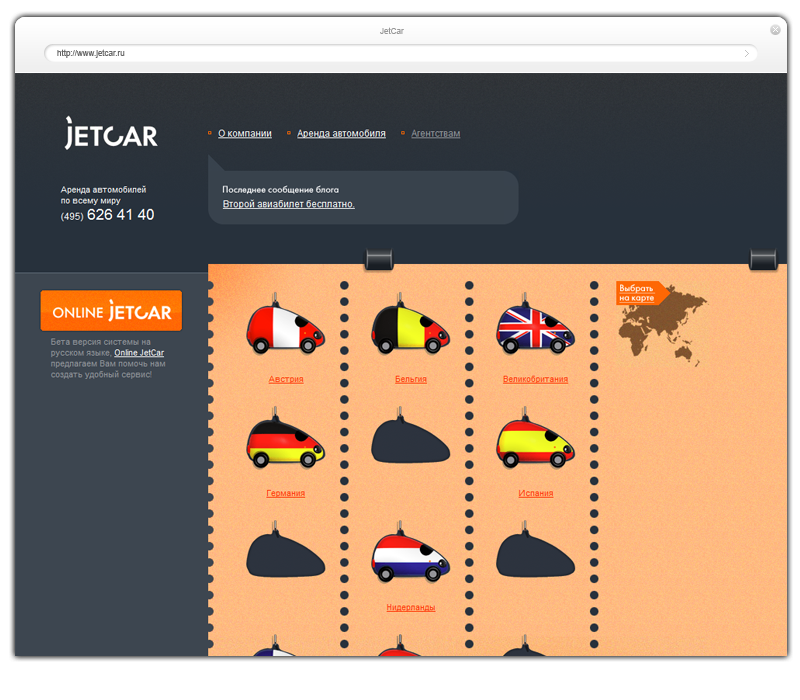 JetCar
http://www.jetcar.ru
JETCAR
О компании
Аренда автомобиля
Агентствам
Аренда автомобилей
по всему миру
(495) 626 41 40
Последнее сообщение блога
Второй авиабилет бесплатно.
ONLINE JETCAR
Бета версия системы на
русском языке, Online JetCar
предлагаем Вам помочь нам
создать удобный сервис!
Выбрать
на карте
Австрия
Бельгия
Великобритания
Германия
Испания
Нидерланды